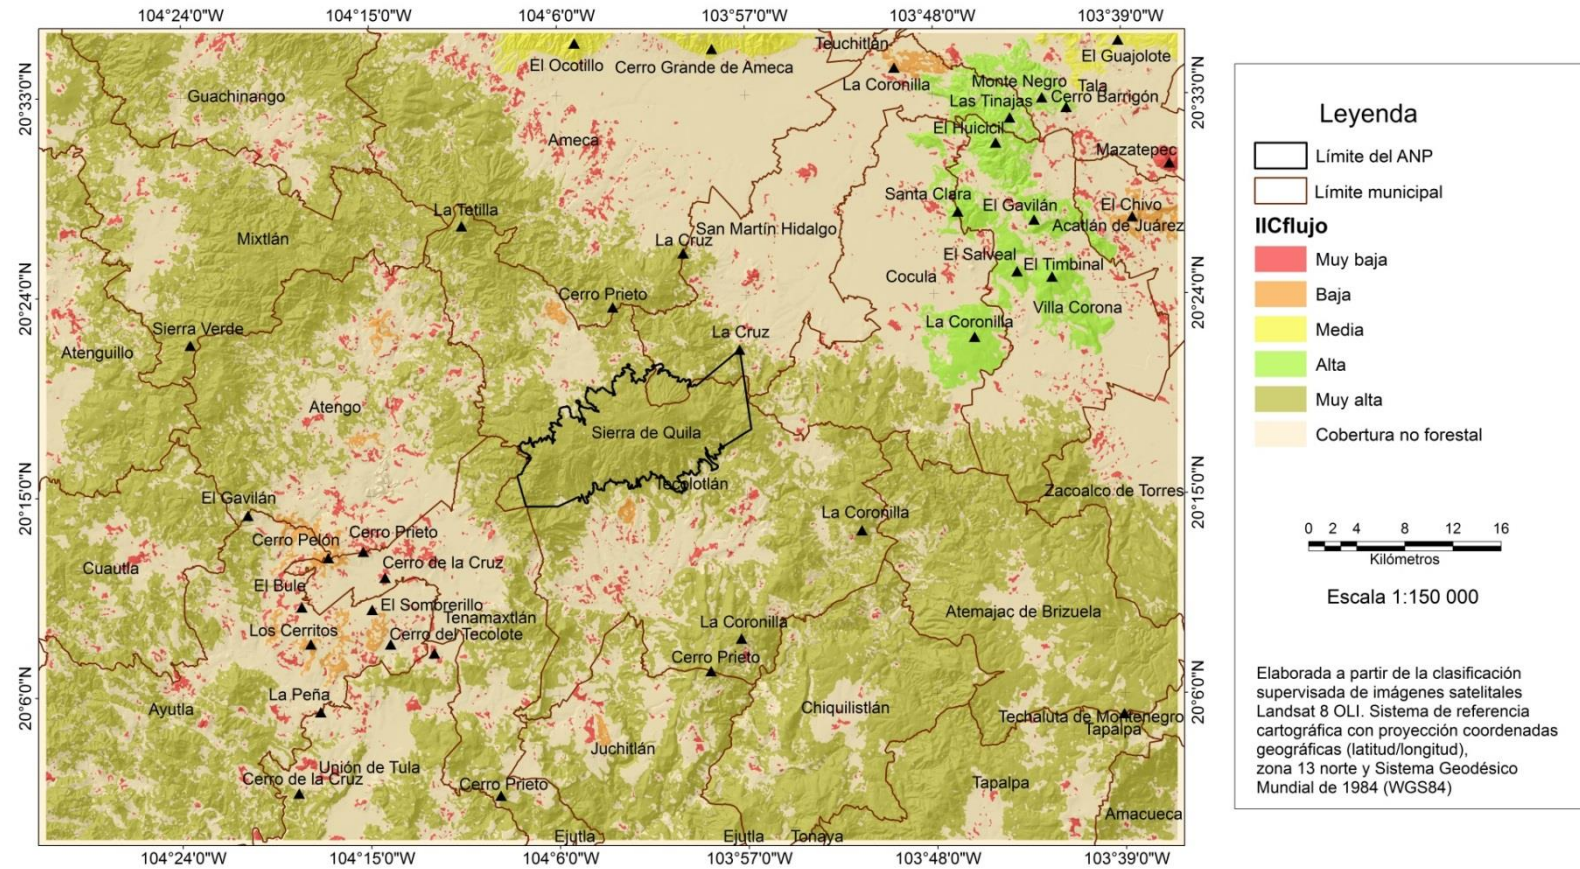 104°24'0"W 104°15'0"W 104°6'0"W 103°57'0"W 103°48'0"W 103°39'0"W
20°33'0"N
20°24'0"N
20°15'0"N
20°6'0"N
Teuchitlán
El Ocotillo
Cerro Grande de Ameca
El Guajolote
La Coronilla
Monte Negro
Tala
Guachinango
Las Tinajas
Cerro Barrigón
El Huicicil
Ameca
Mazatepec
Santa Clara
El Gavilán
El Chivo
La Tetilla
Acatlán de Juárez
San Martín Hidalgo
Mixtlán
La Cruz
El Salveal
El Timbinal
Cocula
Cerro Prieto
Villa Corona
La Coronilla
Sierra Verde
La Cruz
Atenguillo
Atengo
Sierra de Quila
Tecolotlán
Zacoalco de Torres
El Gavilán
La Coronilla
Cerro Pelón
Cerro Prieto
Cuautla
Cerro de la Cruz
El Bule
El Somorerillo
Tenamaxtlán
Atemajac de Brizuela
Los Cerritos
Cerro del Tecolote
La Coronilla
Cerro Prieto
La Peña
Ayutla
Chiquilistlán
Techaluta de Montenegro
Tapalpa
Juchitlán
Unión de Tula
Cerro de la Cruz
Cerro Prieto
Tapalpa
Amacueca
Ejutla
Ejutla
Tonaya
20°33'0"N
20°24'0"N
20°15'0"N
20°6'0"N
104°24'0"W 104°15'0"W 104°6'0"W 103°57'0"W 103°48'0"W 103°39'0"W
Leyenda
Límite del ANP
Límite municipal
IICflujo
Muy baja
Baja
Media
Alta
Muy alta
Cobertura no forestal
0 2 4 8 12 16
Kilómetros
Escala 1:150 000
Elaborada a partir de la clasificación
supervisada de imágenes satelitales
Landsat 8 OLI. Sistema de referencia
cartográfica con proyección coordenadas
geográficas (latitud/longitud),
zona 13 norte y Sistema Geodésico
Mundial de 1984 (WGS84)